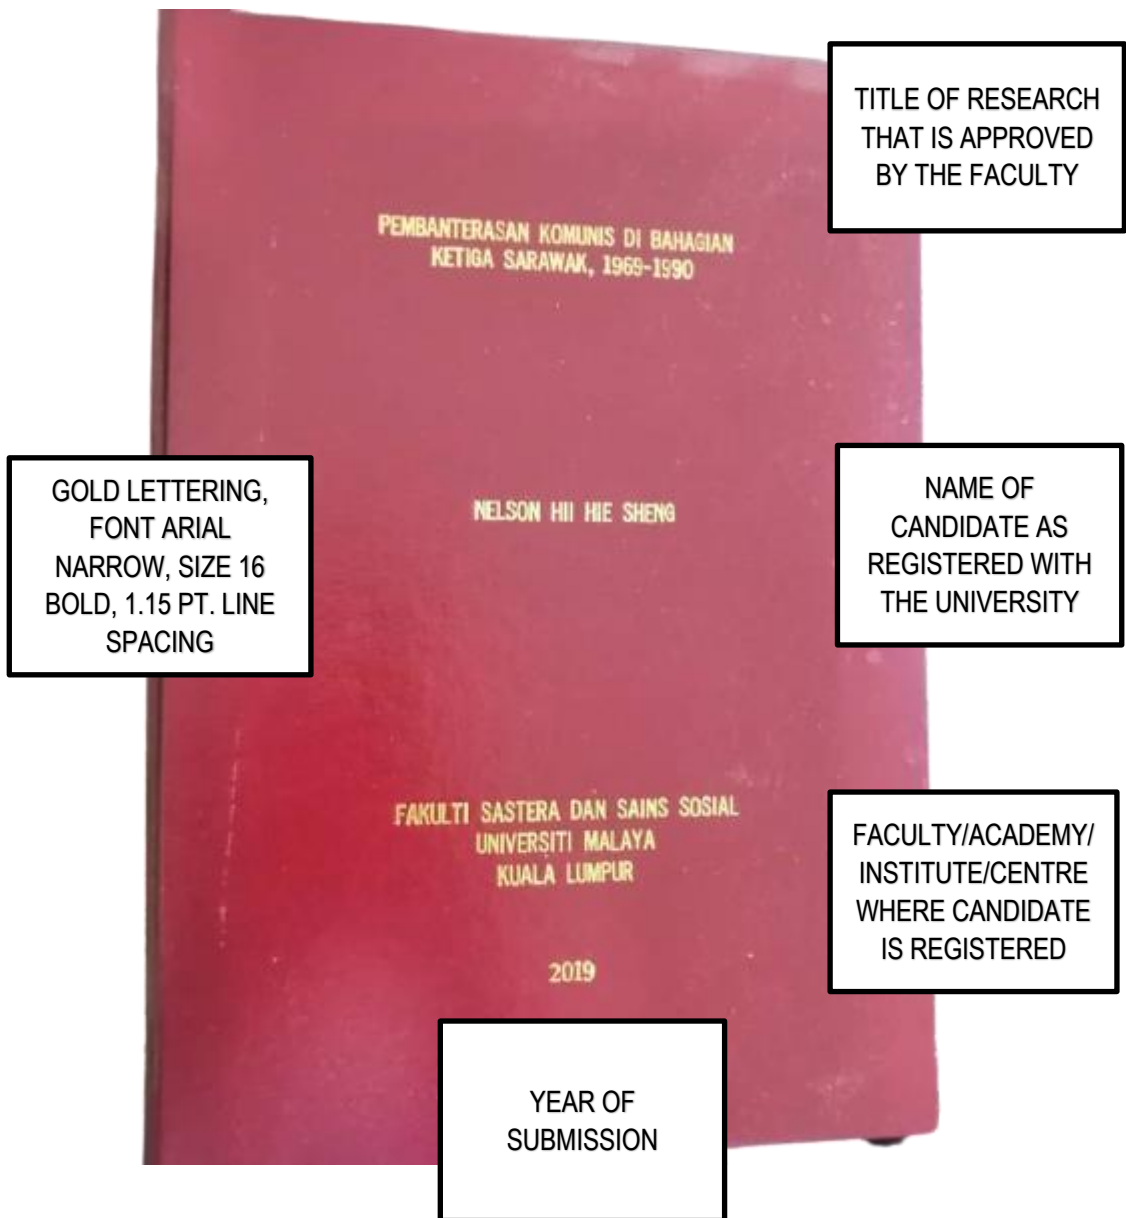 TITLE OF RESEARCH
THAT IS APPROVED
BY THE FACULTY
PEMBANTERASAN KOMUNIS DI BAHAGIAN
KETIGA SARAWAK, 1969-1990
GOLD LETTERING,
FONT ARIAL
NARROW, SIZE 16
BOLD, 1.15 PT. LINE
SPACING
NELSON HII HIE SHENG
NAME OF
CANDIDATE AS
REGISTERED WITH
THE UNIVERSITY
FAKULTI SASTERA DAN SAINS SOSIAL
UNIVERSITI MALAYA
KUALA LUMPUR
FACULTY/ACADEMY/
INSTITUTE/CENTRE
WHERE CANDIDATE
IS REGISTERED
2019
YEAR OF
SUBMISSION